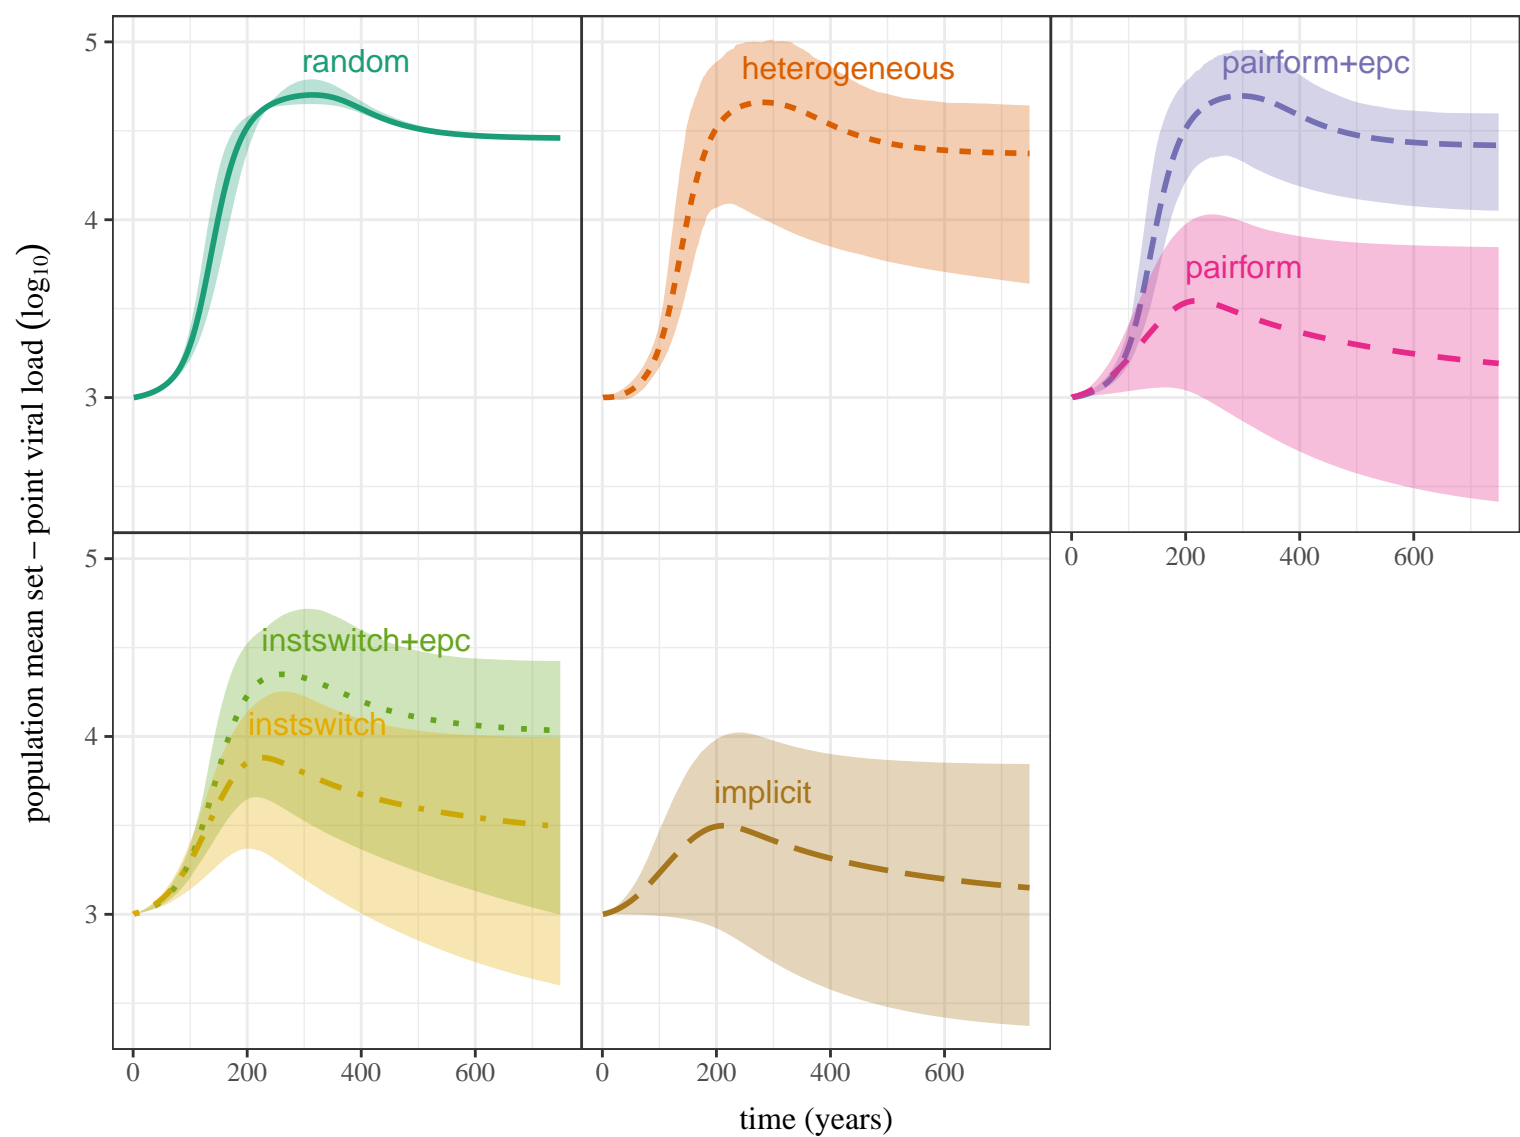 5
4
3
random
heterogeneous
pairform+epc
pairform
0
200
400
600
5
4
3
instswitch+epc
instswitch
implicit
0
200
400
600
0
200
400
600
time (years)
population mean set−point viral load (log10)